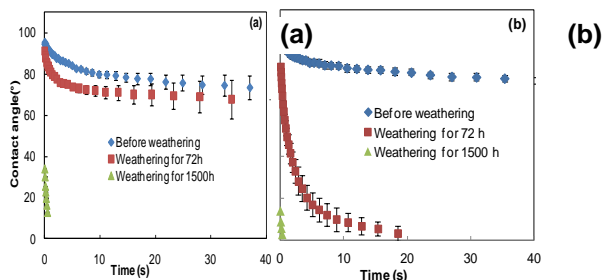 (a)
(b)
(a)
(b)
Contact angle(°)
100
80
60
40
20
0
Before weathering
Weathering for 72h
Weathering for 1500h
0
10
20
30
40
Time (s)
Before weathering
Weathering for 72 h
Weathering for 1500 h
0
10
20
30
40
Time (s)